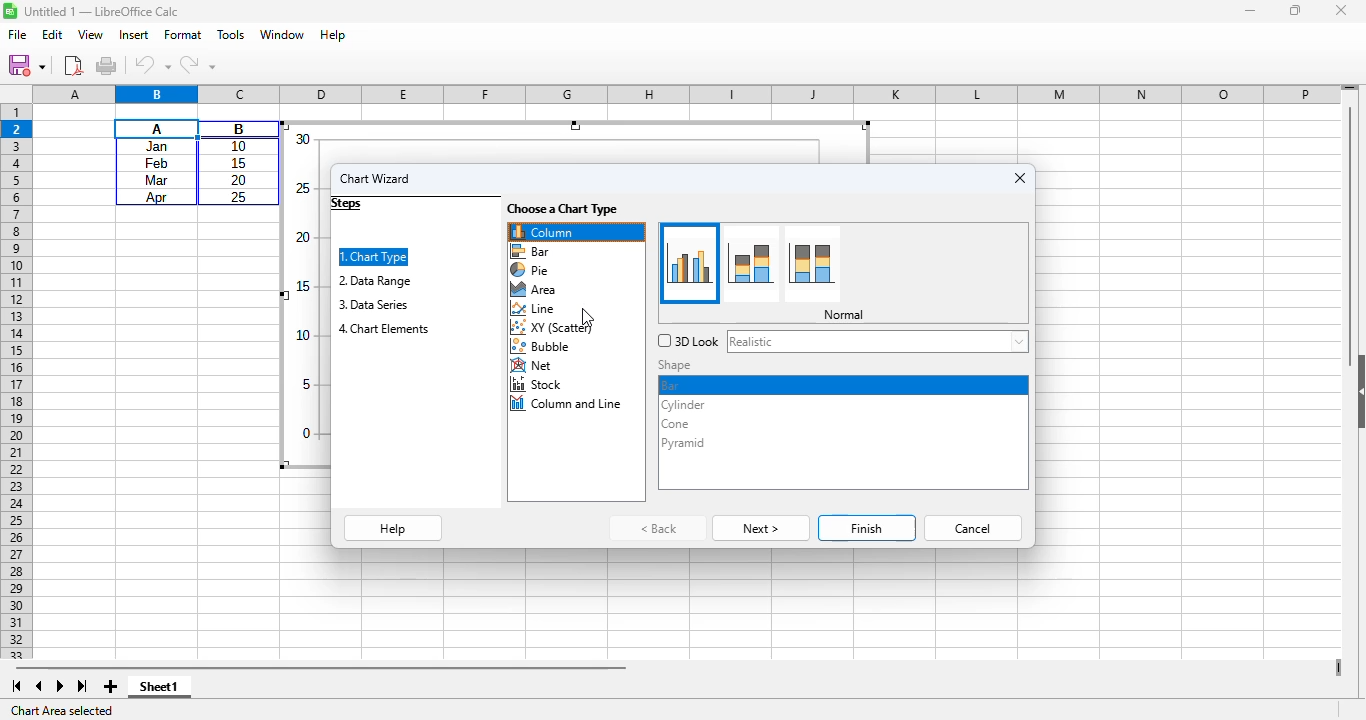 Untitled 1 — LibreOffice Calc
File Edit View Insert Format Tools Window Help
A B C D E F G H I J K L M N O P
1
2 A B
3 Jan 10
4 Feb 15
5 Mar 20
6 Apr 25
7
8
9
10
11
12
13
14
15
16
17
18
19
20
21
22
23
24
25
26
27
28
29
30
31
32
33
30
25
20
15
10
5
0
Chart Wizard
Steps
1. Chart Type
2. Data Range
3. Data Series
4. Chart Elements
Choose a Chart Type
Column
Bar
Pie
Area
Line
XY (Scatter)
Bubble
Net
Stock
Column and Line
Normal
3D Look Realistic
Shape
Bar
Cylinder
Cone
Pyramid
Help < Back Next > Finish Cancel
Sheet1
Chart Area selected